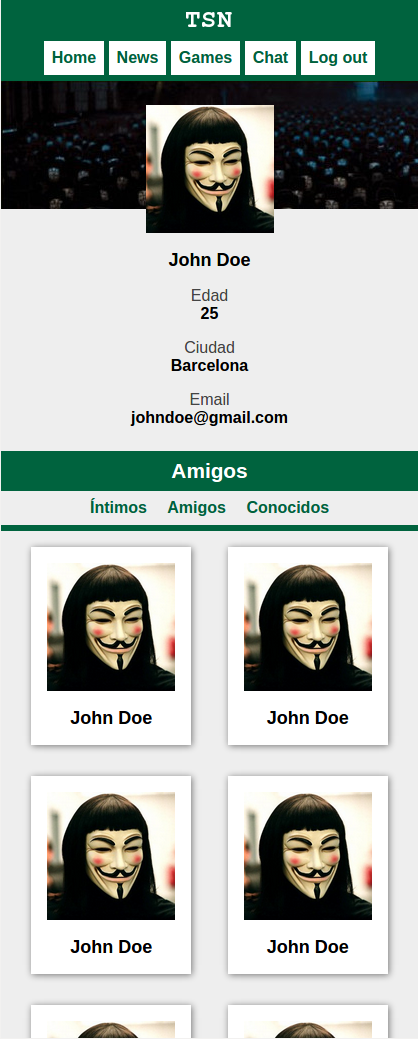 TSN
Home News Games Chat Log out
John Doe
Edad
25
Ciudad
Barcelona
Email
johndoe@gmail.com
Amigos
Íntimos Amigos Conocidos
John Doe John Doe
John Doe John Doe